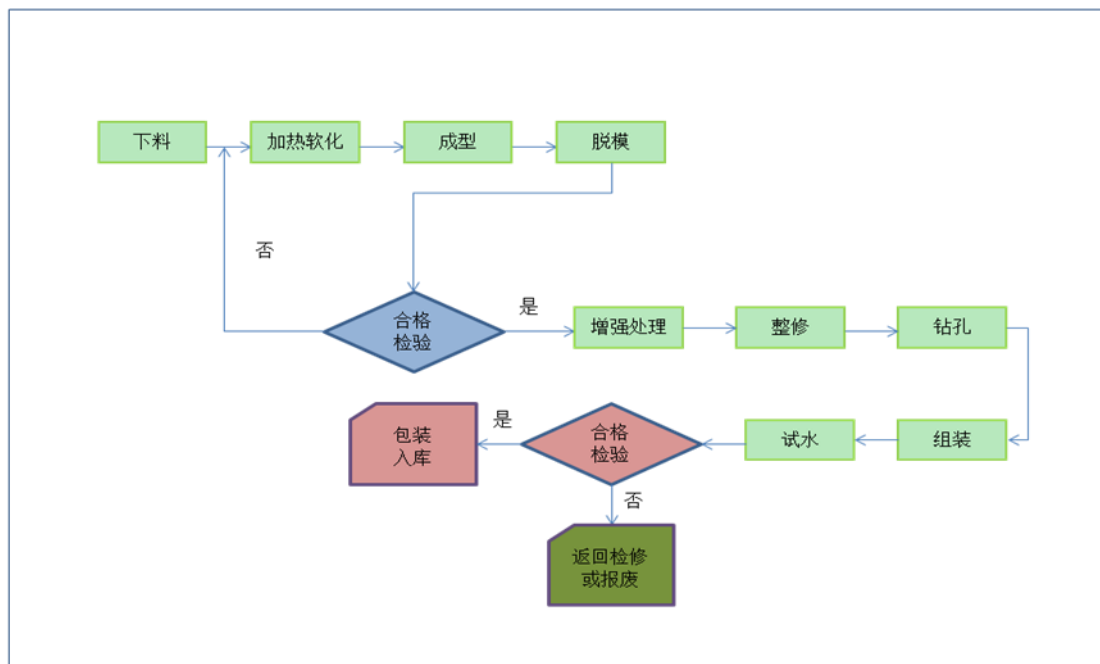 下料
加热软化
成型
脱模
否
合格
检验
是
增强处理
整修
钻孔
包装
入库
是
合格
检验
试水
组装
否
返回检修
或报废